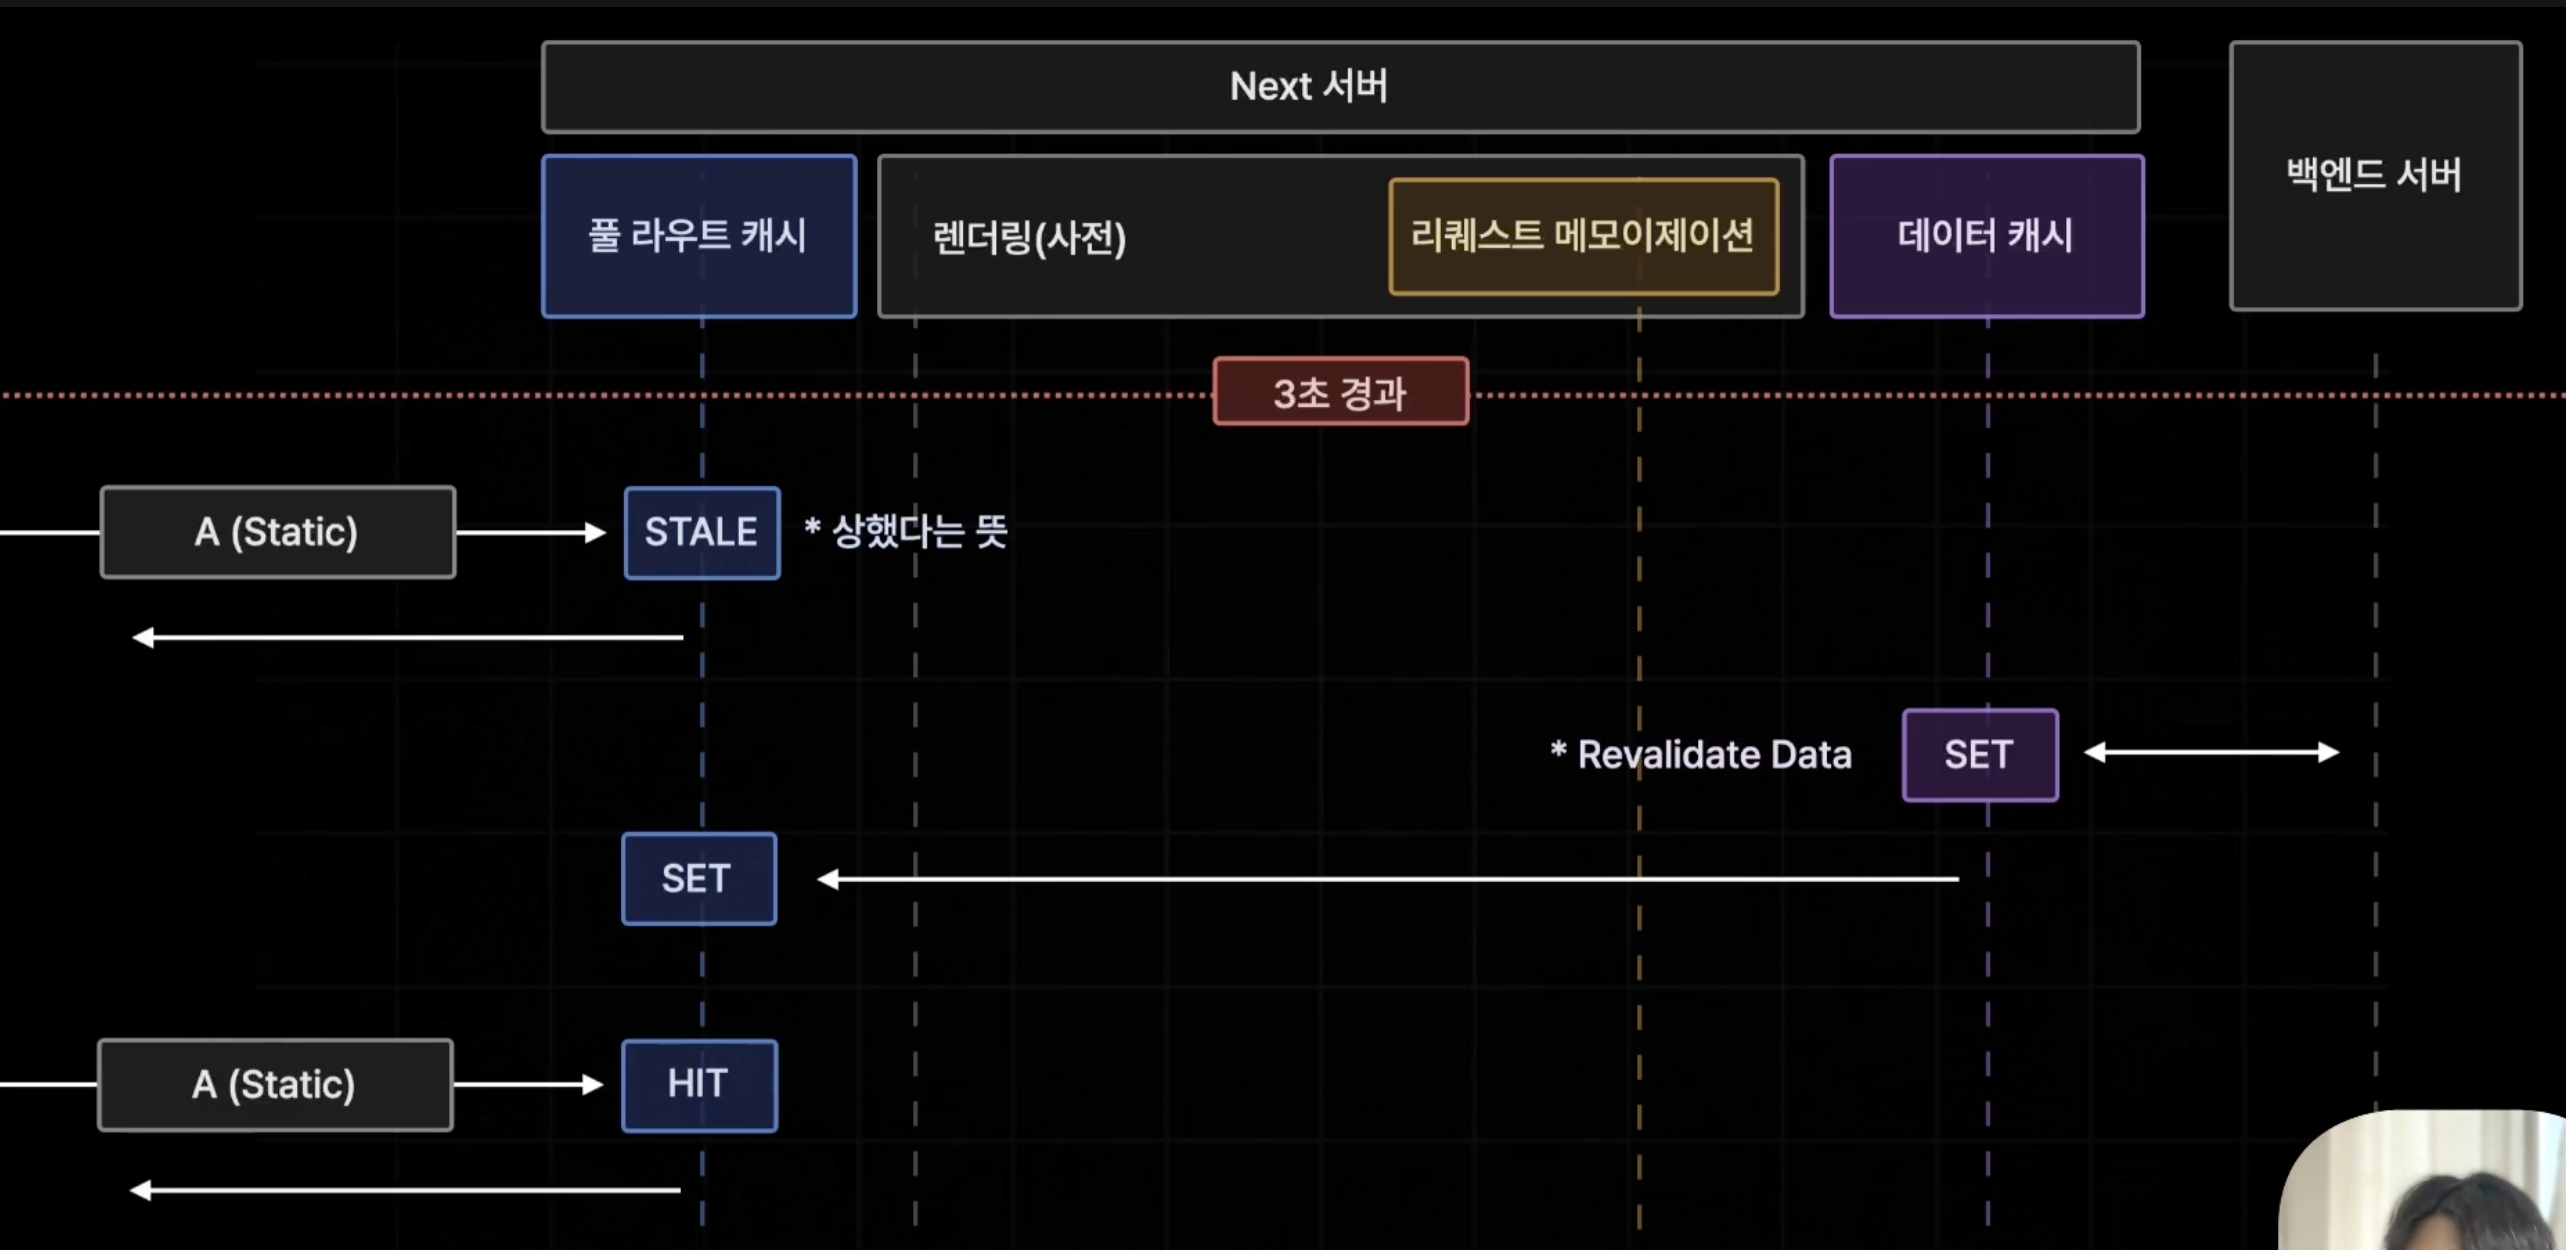 Next 서버
백엔드 서버
풀 라우트 캐시
렌더링(사전)
리퀘스트 메모이제이션
데이터 캐시
3초 경과
A (Static)
STALE
* 상했다는 뜻
* Revalidate Data
SET
SET
A (Static)
HIT